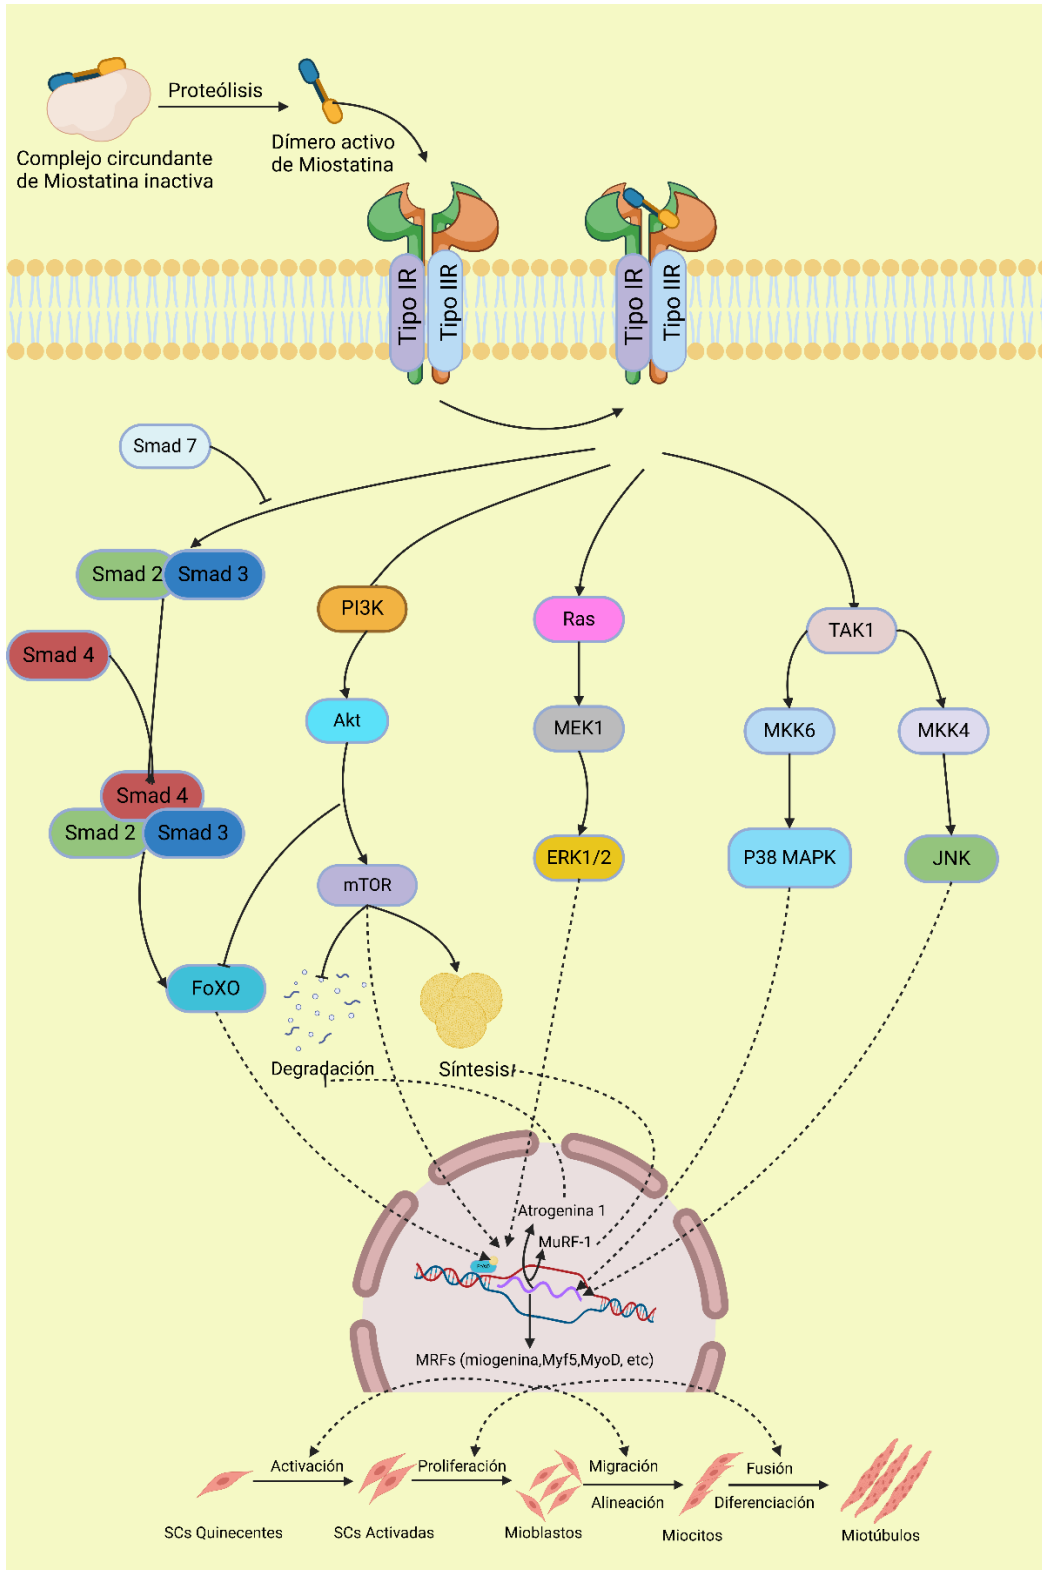 Proteólisis
Complejo circundante
de Miostatina inactiva
Dímero activo
de Miostatina
Tipo IR
Tipo IIR
Tipo IR
Tipo IIR
Smad 7
Smad 2
Smad 3
PI3K
Ras
TAK1
Smad 4
Akt
MEK1
MKK6
MKK4
Smad 4
Smad 2
Smad 3
mTOR
ERK1/2
P38 MAPK
JNK
FoXO
Degradación
Síntesis
Atrogenina 1
MuRF-1
MRFs (miogenina,Myf5,MyoD, etc)
Activación
Proliferación
Migración
Alineación
Fusión
Diferenciación
SCs Quinecentes
SCs Activadas
Mioblastos
Miocitos
Miotúbulos